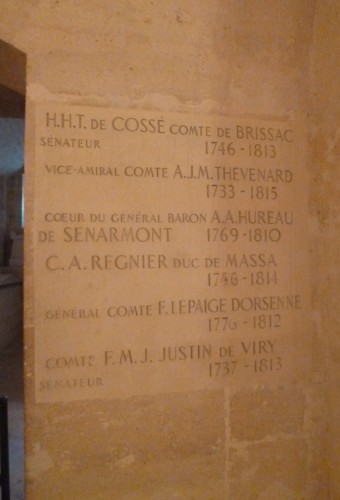 H.H.T. DE COSSÉ COMTE DE BRISSAC
SÉNATEUR 1746-1813
VICE-AMIRAL COMTE A.J.M. THEVENARD
1733-1815
CŒUR DU GÉNÉRAL BARON A.A. HUREAU
DE SENARMONT 1769-1810
C.A. REGNIER DUC DE MASSA
1746-1814
GÉNÉRAL COMTE F. LEPAIGE DORSENNE
1773-1812
COMTE F.M.J. JUSTIN DE VIRY
SÉNATEUR 1737-1813